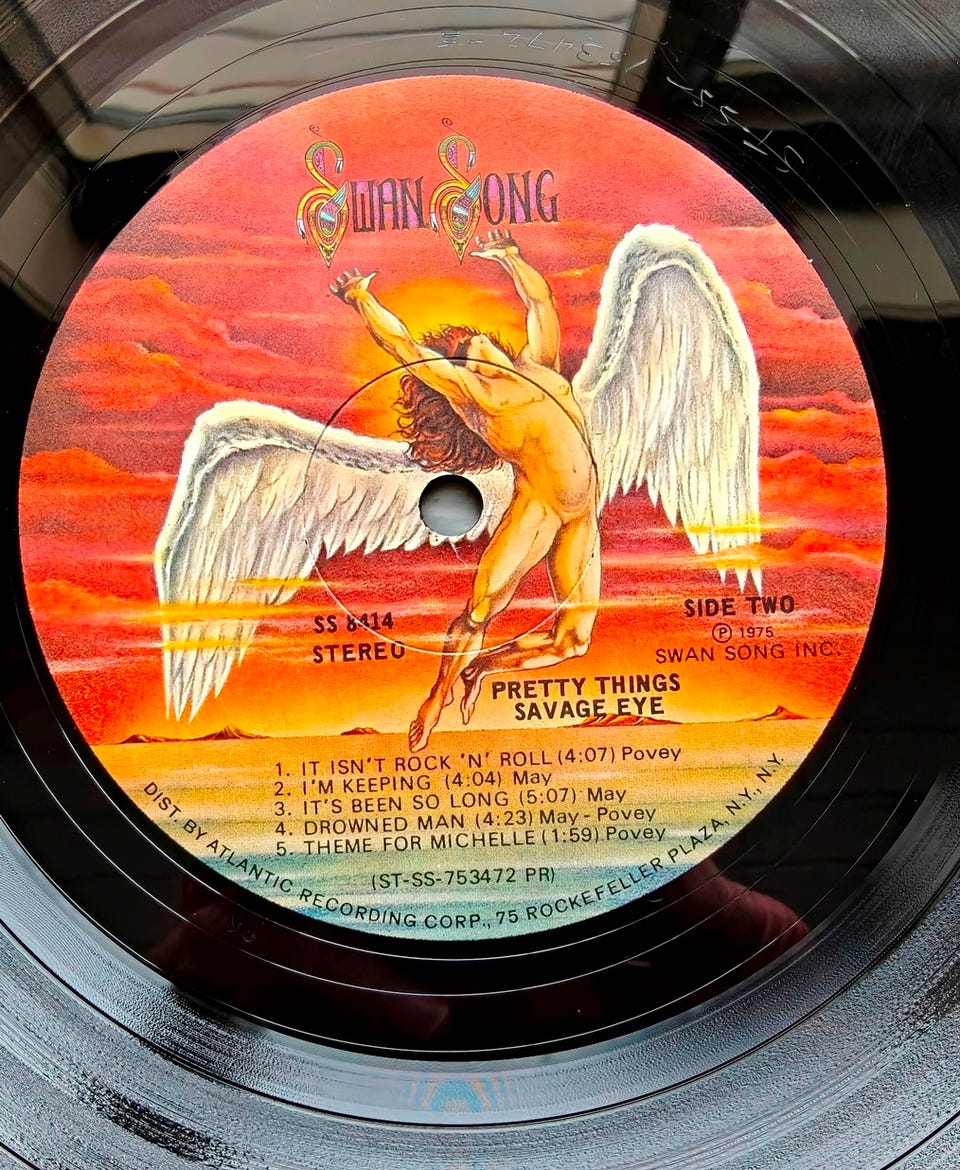 SWAN SONG
SS 8414
STEREO
SIDE TWO
Ⓟ 1975
SWAN SONG INC.
PRETTY THINGS
SAVAGE EYE
1. IT ISN'T ROCK 'N' ROLL (4:07) Povey
2. I'M KEEPING (4:04) May
3. IT'S BEEN SO LONG (5:07) May
4. DROWNED MAN (4:23) May - Povey
5. THEME FOR MICHELLE (1:59) Povey
(ST-SS-753472 PR)
DIST. BY ATLANTIC RECORDING CORP., 75 ROCKEFELLER PLAZA, N.Y., N.Y.